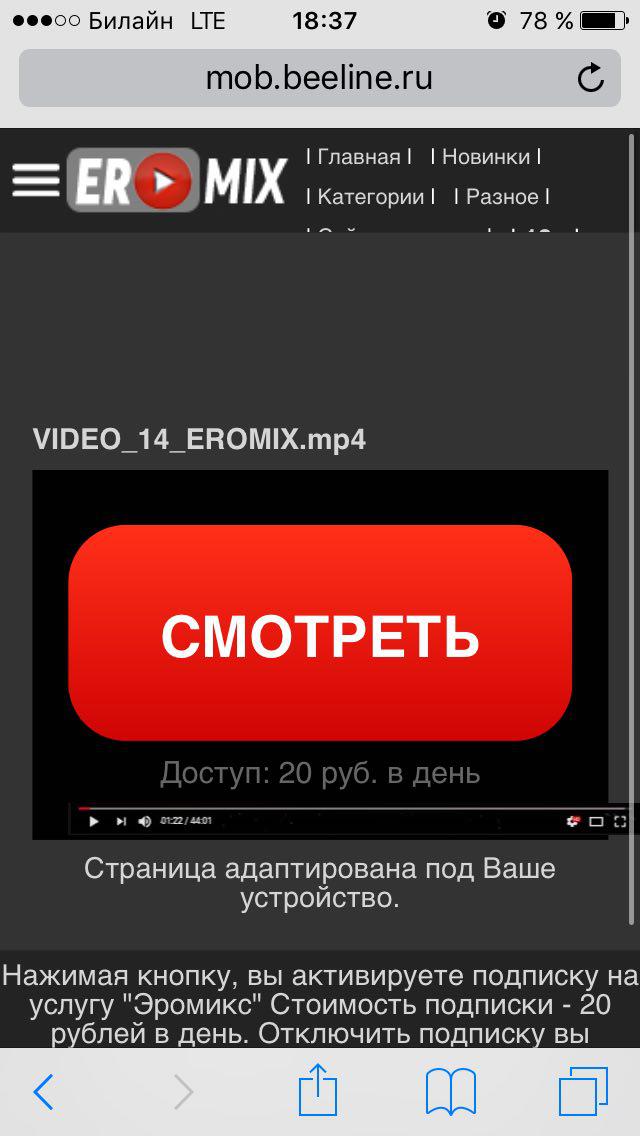 Билайн LTE 18:37 78 %
mob.beeline.ru
ER MIX
| Главная | | Новинки |
| Категории | | Разное |
VIDEO_14_EROMIX.mp4
СМОТРЕТЬ
Доступ: 20 руб. в день
01:22 / 44:01
Страница адаптирована под Ваше
устройство.
Нажимая кнопку, вы активируете подписку на
услугу "Эромикс" Стоимость подписки - 20
рублей в день. Отключить подписку вы